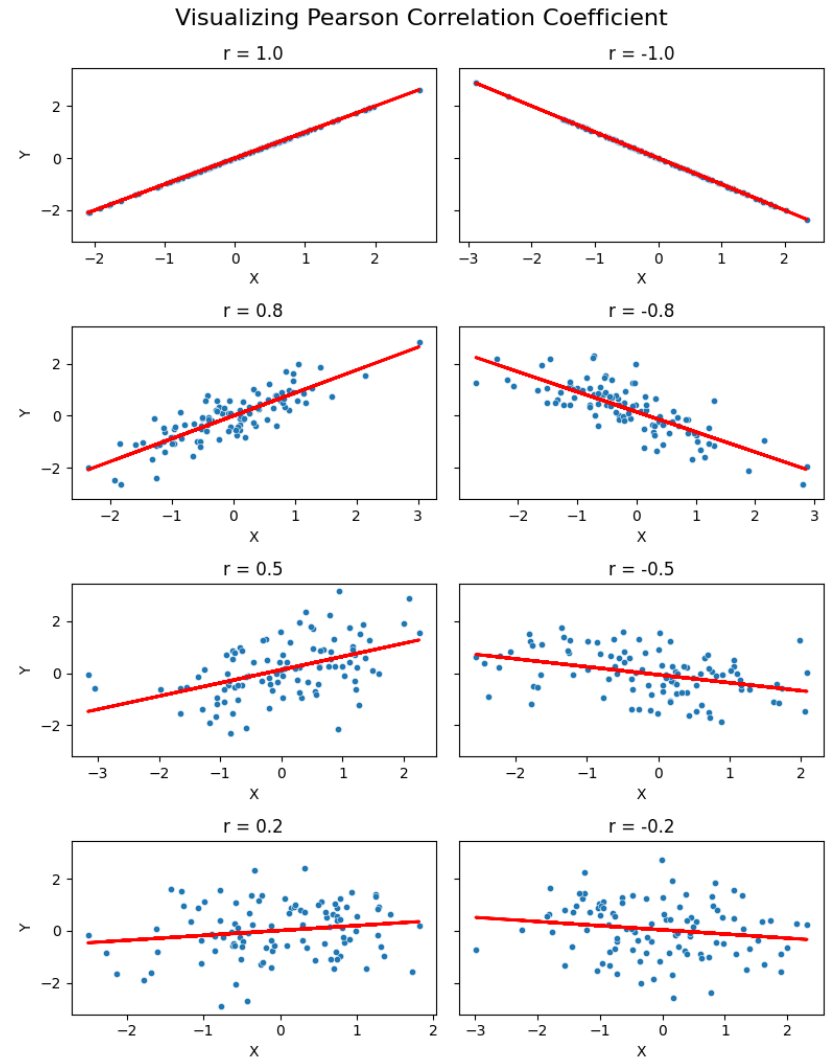 Visualizing Pearson Correlation Coefficient
r = 1.0
Y
2
0
−2
−2 −1 0 1 2
X
r = -1.0
−3 −2 −1 0 1 2
X
r = 0.8
Y
2
0
−2
−2 −1 0 1 2 3
X
r = -0.8
−2 −1 0 1 2 3
X
r = 0.5
Y
2
0
−2
−3 −2 −1 0 1 2
X
r = -0.5
−2 −1 0 1 2
X
r = 0.2
Y
2
0
−2
−2 −1 0 1 2
X
r = -0.2
−3 −2 −1 0 1 2
X